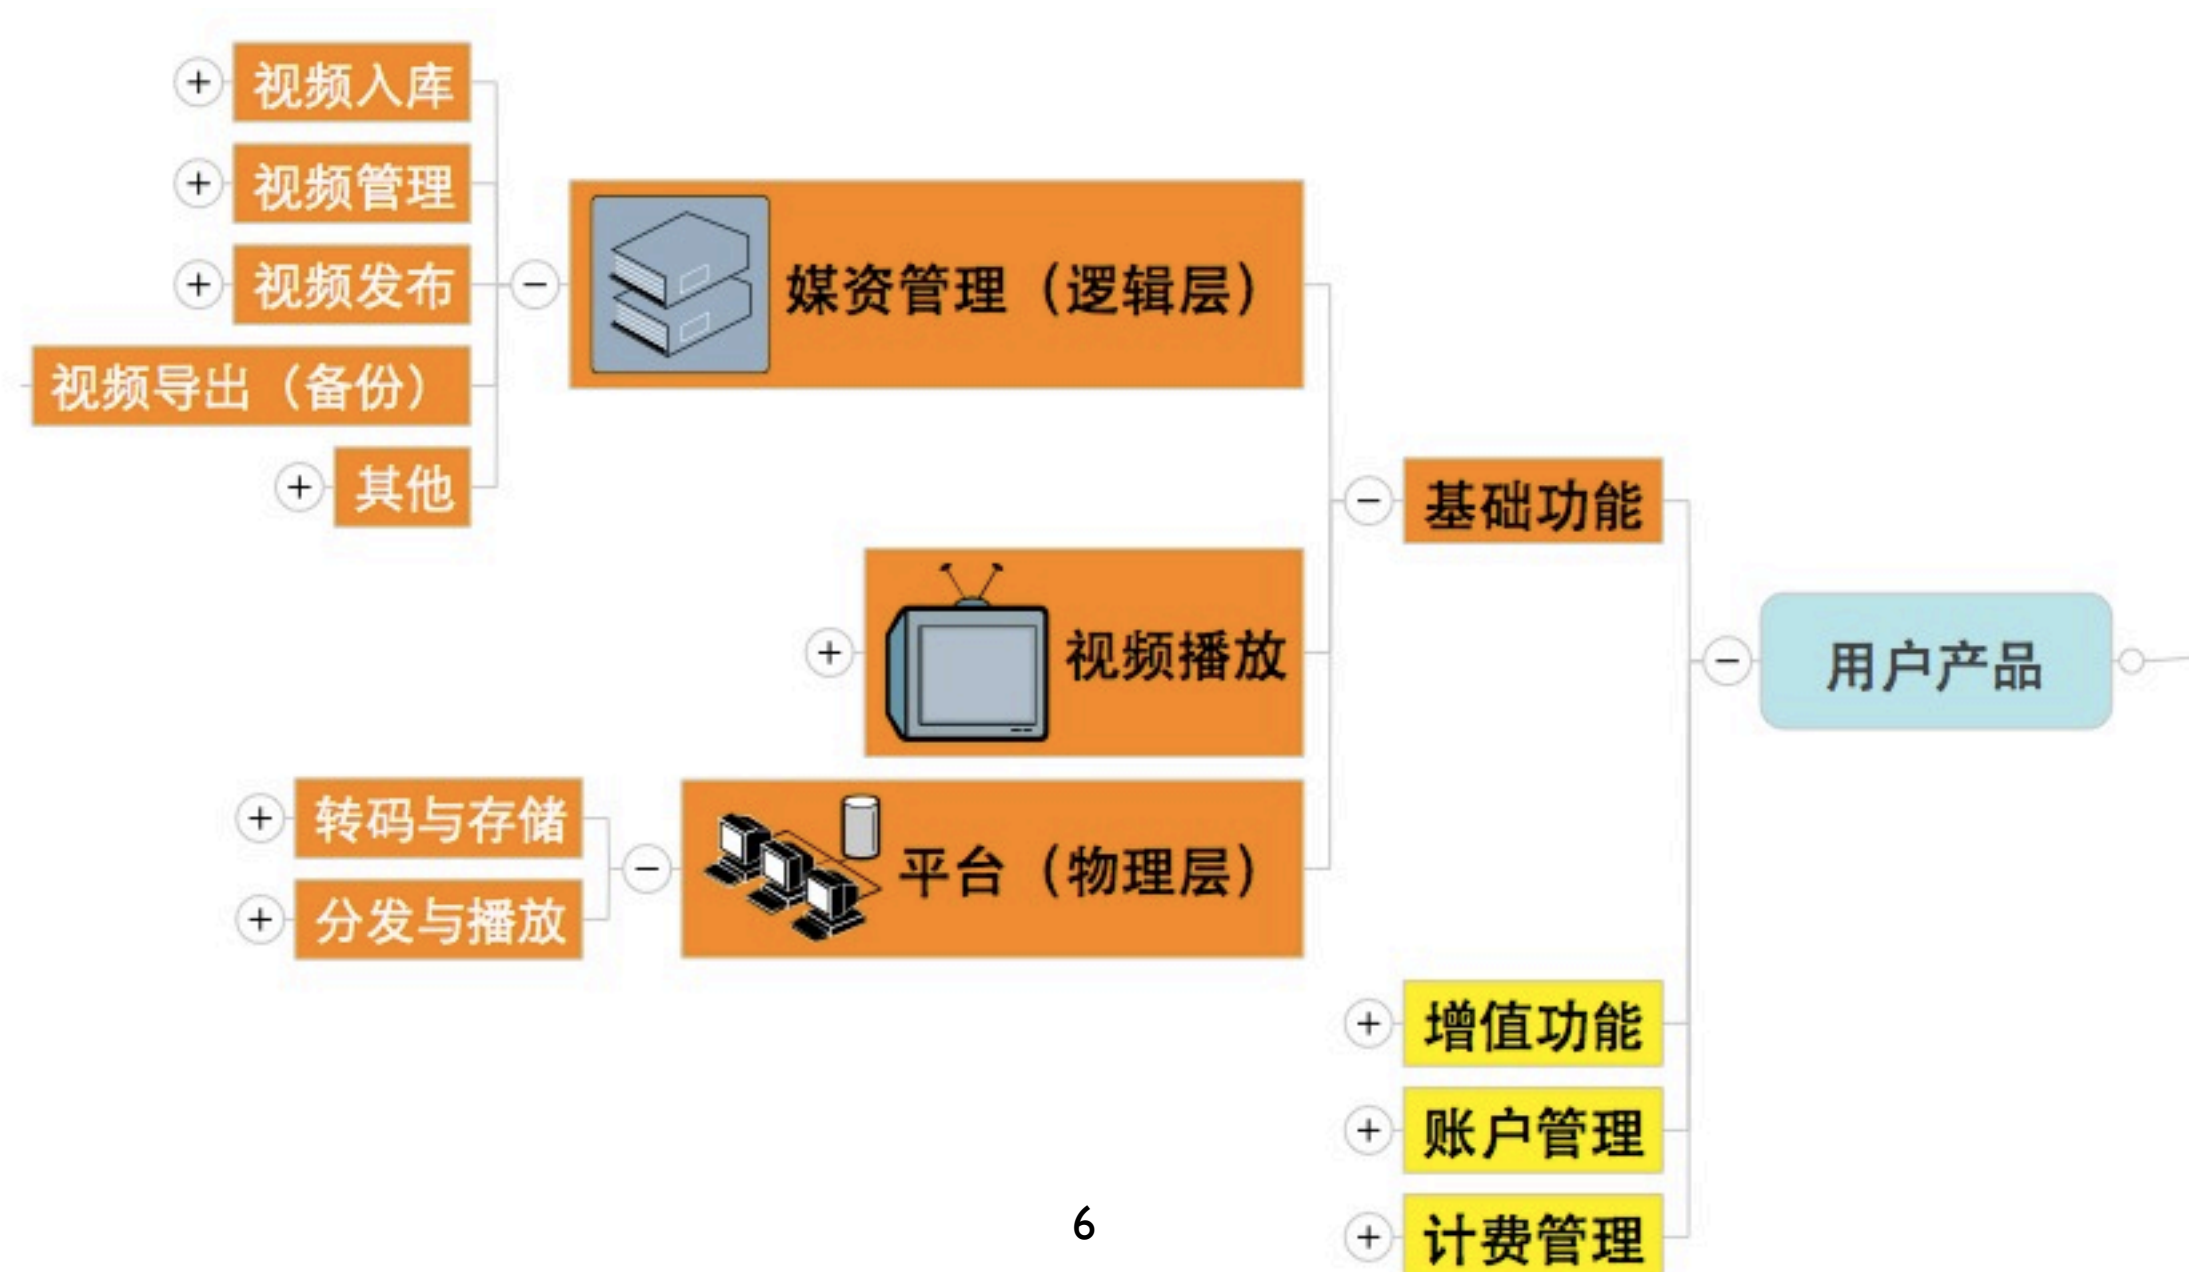 视频入库
视频管理
视频发布
视频导出（备份）
其他
媒资管理（逻辑层）
视频播放
转码与存储
分发与播放
平台（物理层）
基础功能
用户产品
增值功能
账户管理
计费管理
6